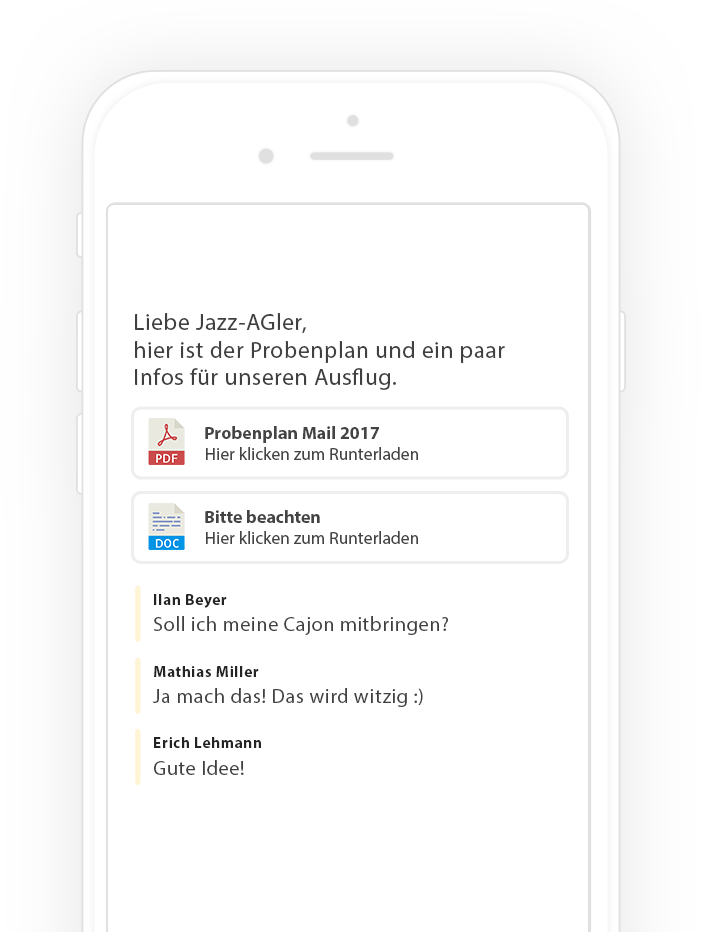 Liebe Jazz-AGler,
hier ist der Probenplan und ein paar
Infos für unseren Ausflug.
PDF
Probenplan Mail 2017
Hier klicken zum Runterladen
DOC
Bitte beachten
Hier klicken zum Runterladen
Ilan Beyer
Soll ich meine Cajon mitbringen?
Mathias Miller
Ja mach das! Das wird witzig :)
Erich Lehmann
Gute Idee!